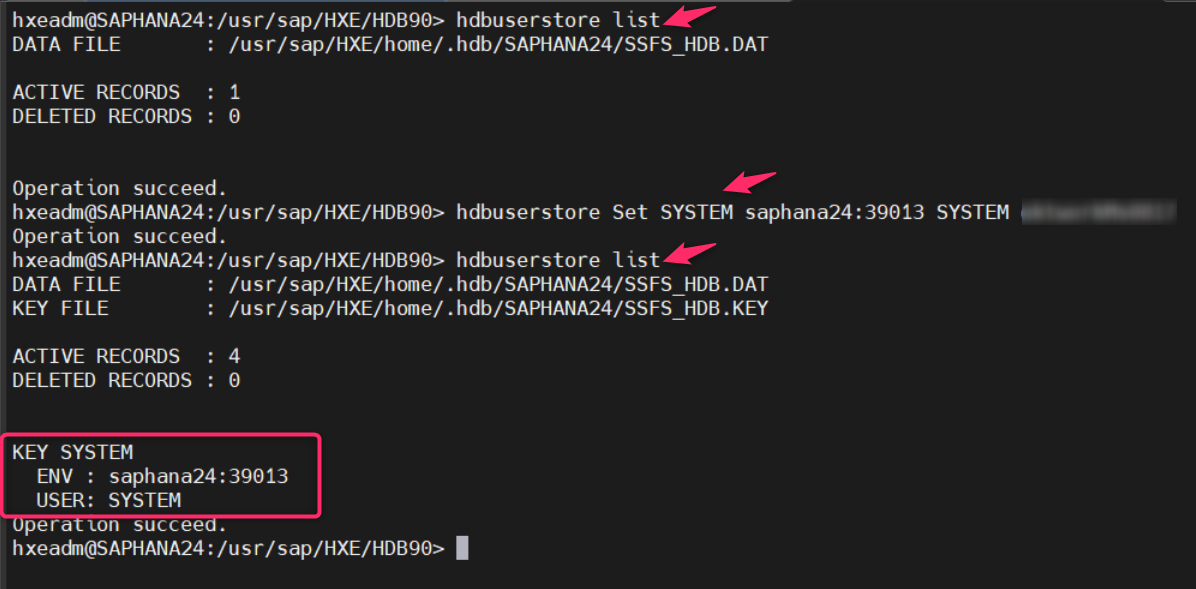 hxeadm@SAPHANA24:/usr/sap/HXE/HDB90> hdbuserstore list
DATA FILE       : /usr/sap/HXE/home/.hdb/SAPHANA24/SSFS_HDB.DAT
ACTIVE RECORDS  : 1
DELETED RECORDS : 0
Operation succeed.
hxeadm@SAPHANA24:/usr/sap/HXE/HDB90> hdbuserstore Set SYSTEM saphana24:39013 SYSTEM
Operation succeed.
hxeadm@SAPHANA24:/usr/sap/HXE/HDB90> hdbuserstore list
DATA FILE       : /usr/sap/HXE/home/.hdb/SAPHANA24/SSFS_HDB.DAT
KEY FILE        : /usr/sap/HXE/home/.hdb/SAPHANA24/SSFS_HDB.KEY
ACTIVE RECORDS  : 4
DELETED RECORDS : 0
KEY SYSTEM
  ENV : saphana24:39013
  USER: SYSTEM
Operation succeed.
hxeadm@SAPHANA24:/usr/sap/HXE/HDB90>